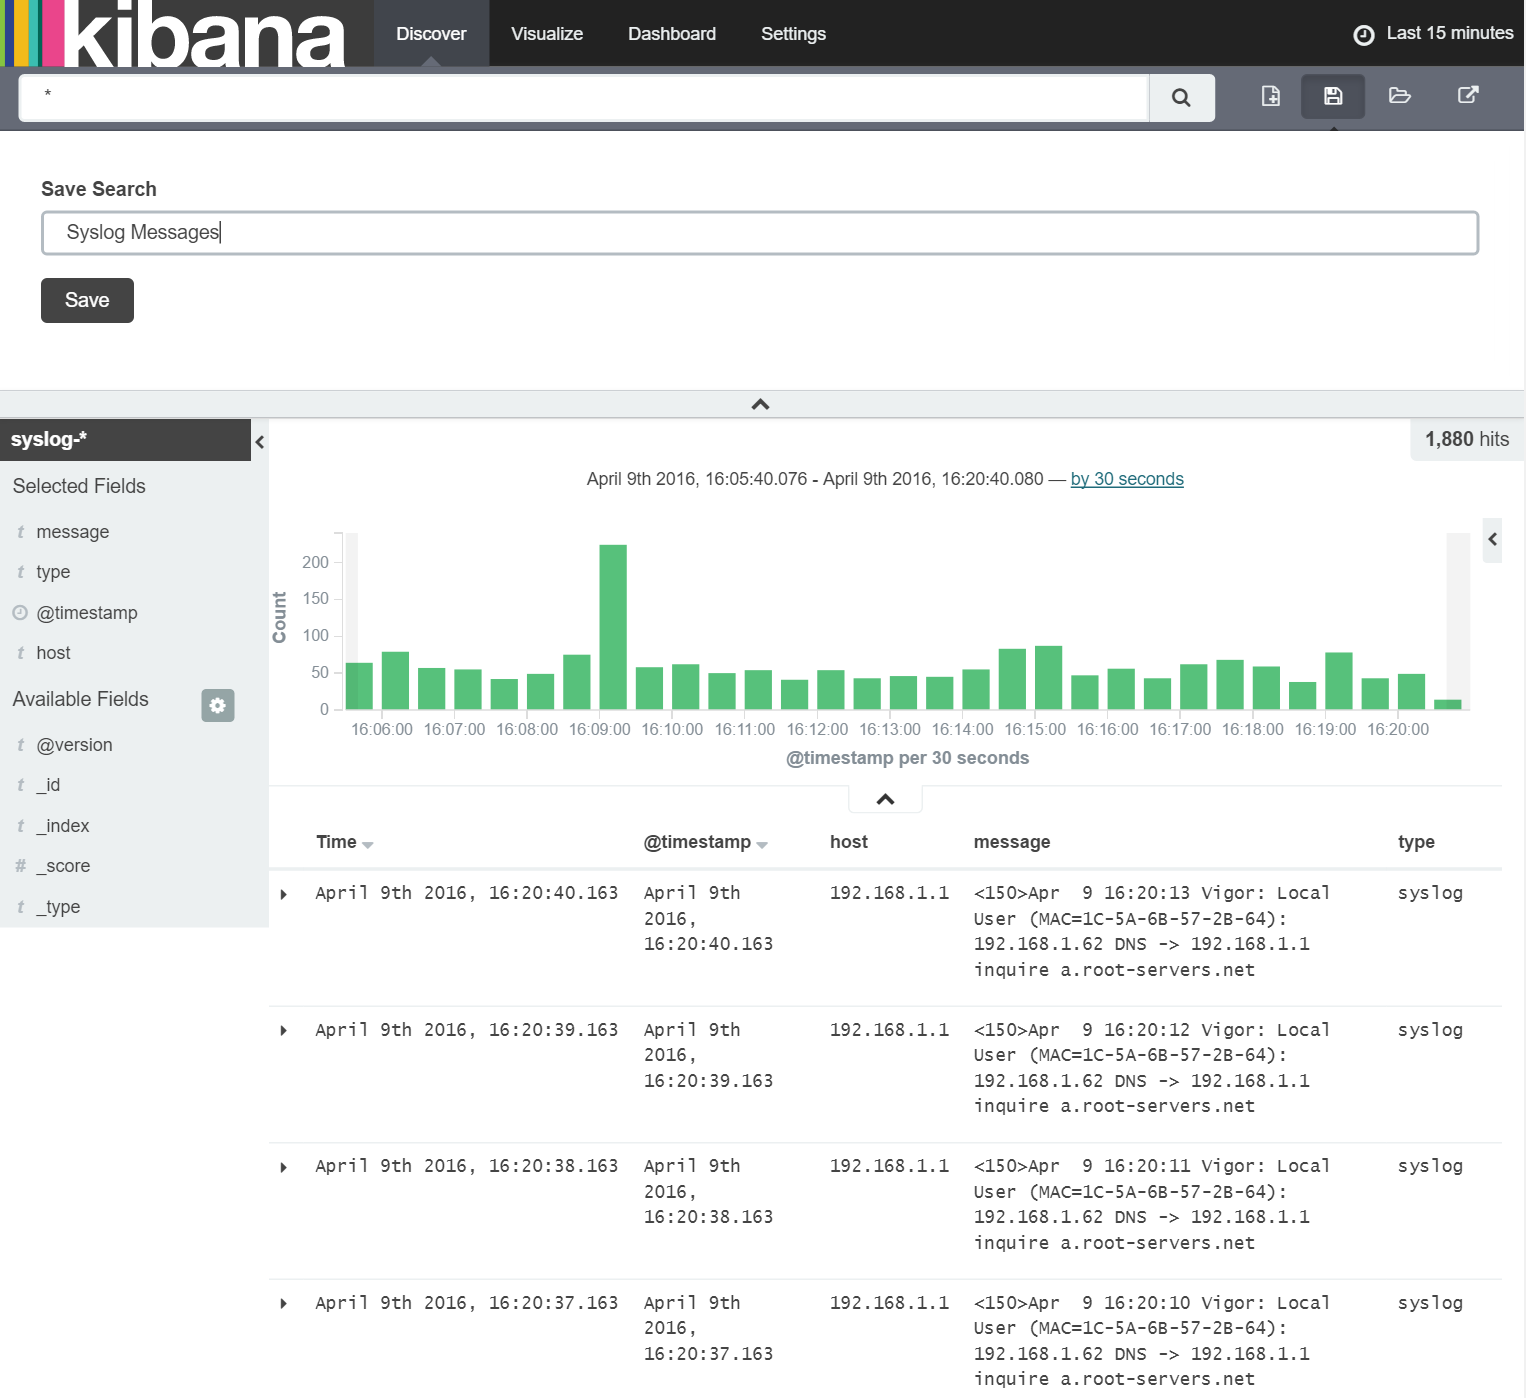 kibana
Discover
Visualize
Dashboard
Settings
Last 15 minutes
*
Save Search
Syslog Messages
Save
syslog-*
1,880 hits
Selected Fields
t message
t type
@timestamp
t host
Available Fields
t @version
t _id
t _index
# _score
t _type
April 9th 2016, 16:05:40.076 - April 9th 2016, 16:20:40.080 — by 30 seconds
Count
200
150
100
50
0
16:06:00 16:07:00 16:08:00 16:09:00 16:10:00 16:11:00 16:12:00 16:13:00 16:14:00 16:15:00 16:16:00 16:17:00 16:18:00 16:19:00 16:20:00
@timestamp per 30 seconds
Time @timestamp host message type
April 9th 2016, 16:20:40.163 April 9th 192.168.1.1 <150>Apr  9 16:20:13 Vigor: Local syslog
2016, User (MAC=1C-5A-6B-57-2B-64):
16:20:40.163 192.168.1.62 DNS -> 192.168.1.1
inquire a.root-servers.net
April 9th 2016, 16:20:39.163 April 9th 192.168.1.1 <150>Apr  9 16:20:12 Vigor: Local syslog
2016, User (MAC=1C-5A-6B-57-2B-64):
16:20:39.163 192.168.1.62 DNS -> 192.168.1.1
inquire a.root-servers.net
April 9th 2016, 16:20:38.163 April 9th 192.168.1.1 <150>Apr  9 16:20:11 Vigor: Local syslog
2016, User (MAC=1C-5A-6B-57-2B-64):
16:20:38.163 192.168.1.62 DNS -> 192.168.1.1
inquire a.root-servers.net
April 9th 2016, 16:20:37.163 April 9th 192.168.1.1 <150>Apr  9 16:20:10 Vigor: Local syslog
2016, User (MAC=1C-5A-6B-57-2B-64):
16:20:37.163 192.168.1.62 DNS -> 192.168.1.1
inquire a.root-servers.net